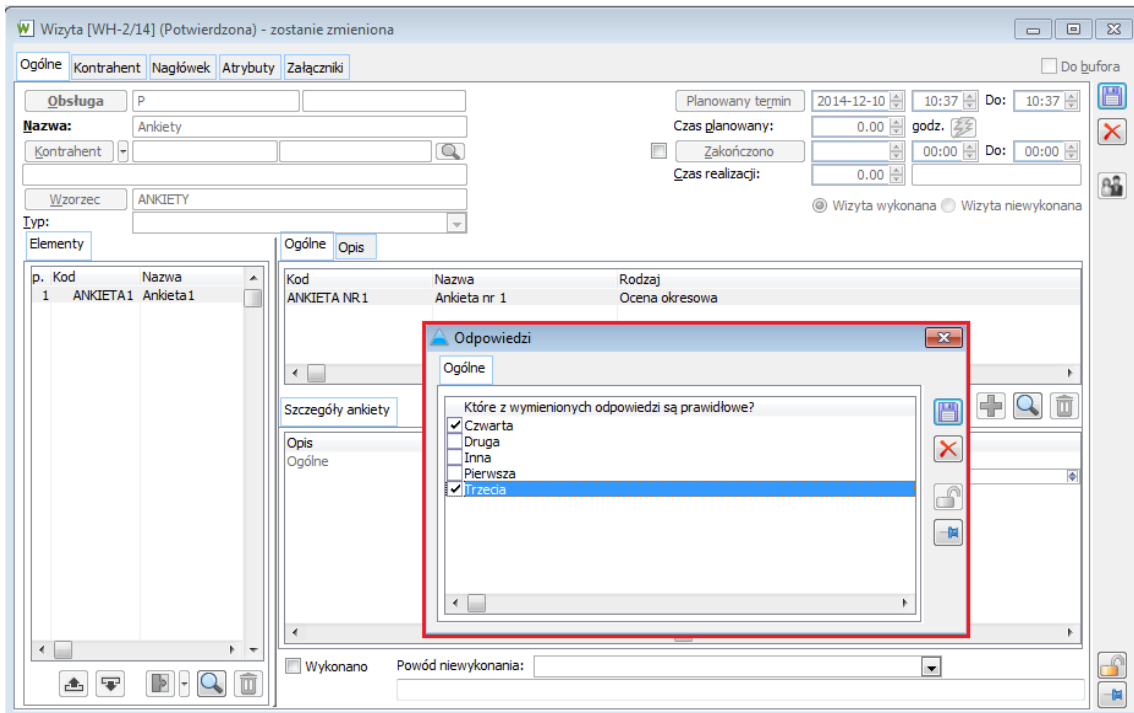 Wizyta [WH-2/14] (Potwierdzona) - zostanie zmieniona
Ogólne Kontrahent Nagłówek Atrybuty Załączniki Do bufora
Obsługa P Planowany termin 2014-12-10 10:37 Do: 10:37
Nazwa: Ankiety Czas planowany: 0.00 godz.
Kontrahent Zakończono 00:00 Do: 00:00
Czas realizacji: 0.00
Wzorzec ANKIETY Wizyta wykonana Wizyta niewykonana
Typ:
Elementy Ogólne Opis
p. Kod Nazwa Kod Nazwa Rodzaj
1 ANKIETA1 Ankieta1 ANKIETA NR1 Ankieta nr 1 Ocena okresowa
Odpowiedzi
Ogólne
Szczegóły ankiety Które z wymienionych odpowiedzi są prawidłowe?
Czwarta
Opis Druga
Ogólne Inna
Pierwsza
Trzecia
Wykonano Powód niewykonania: